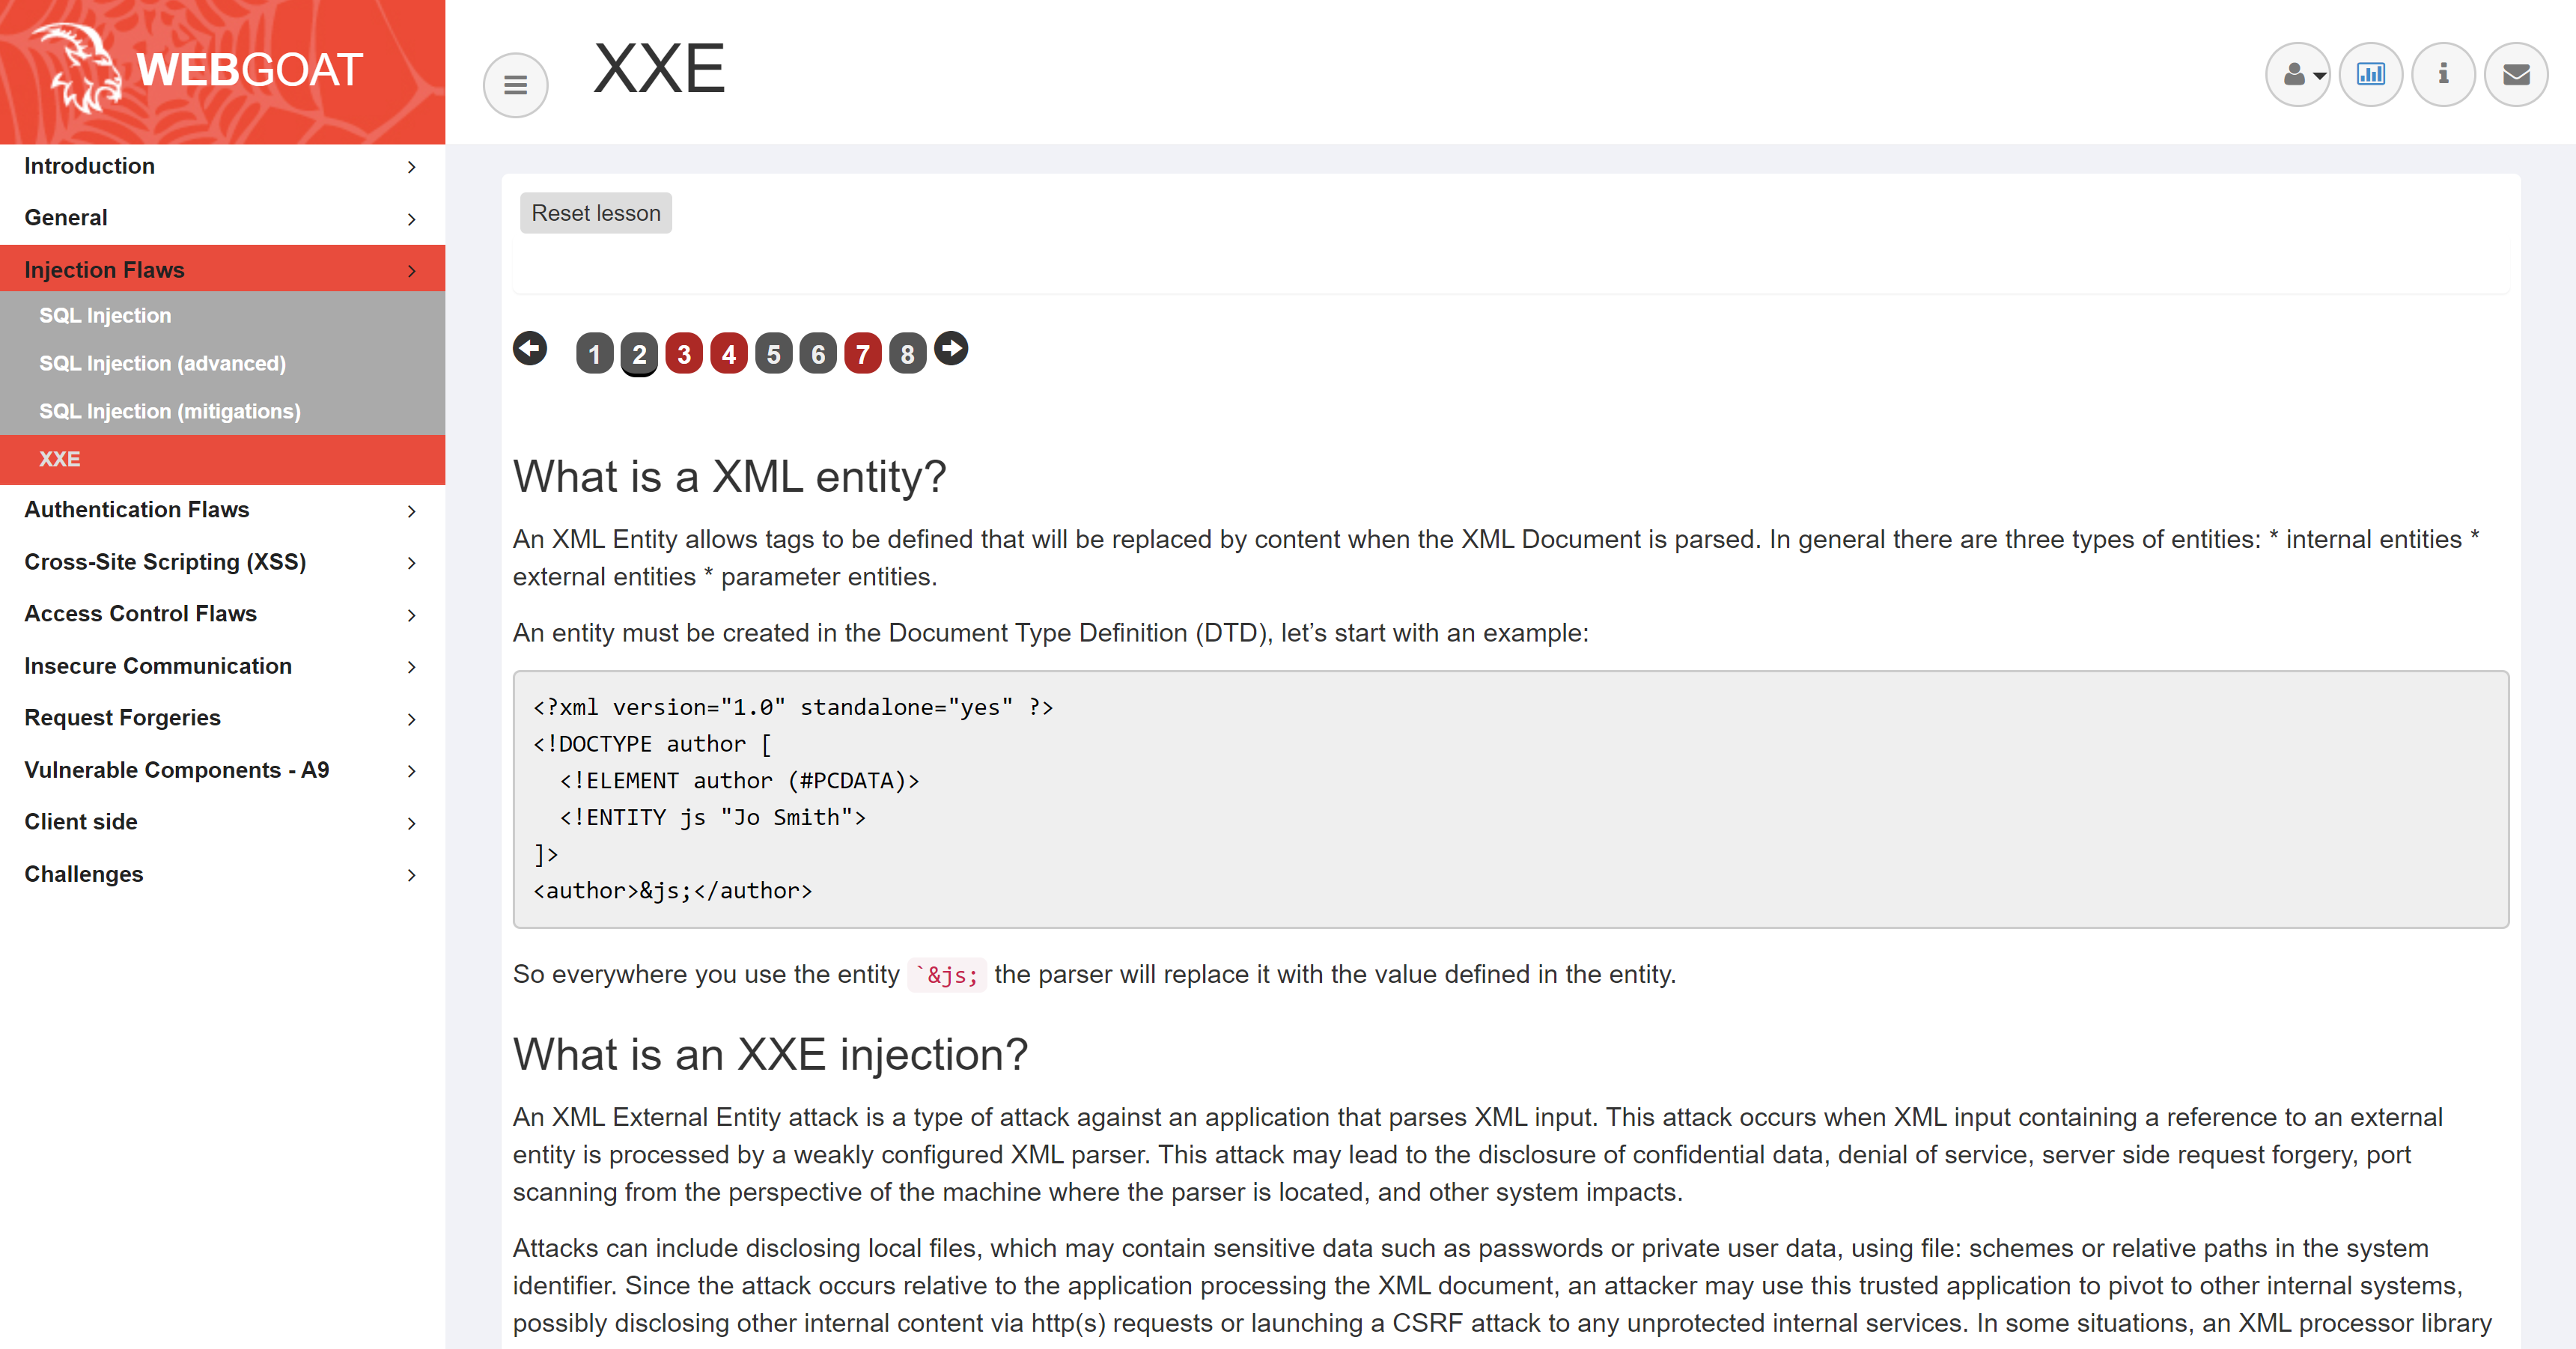 WEBGOAT
XXE
Introduction
General
Injection Flaws
SQL Injection
SQL Injection (advanced)
SQL Injection (mitigations)
XXE
Authentication Flaws
Cross-Site Scripting (XSS)
Access Control Flaws
Insecure Communication
Request Forgeries
Vulnerable Components - A9
Client side
Challenges
Reset lesson
1 2 3 4 5 6 7 8
What is a XML entity?
An XML Entity allows tags to be defined that will be replaced by content when the XML Document is parsed. In general there are three types of entities: * internal entities *
external entities * parameter entities.
An entity must be created in the Document Type Definition (DTD), let’s start with an example:
<?xml version="1.0" standalone="yes" ?>
<!DOCTYPE author [
  <!ELEMENT author (#PCDATA)>
  <!ENTITY js "Jo Smith">
]>
<author>&js;</author>
So everywhere you use the entity `&js; the parser will replace it with the value defined in the entity.
What is an XXE injection?
An XML External Entity attack is a type of attack against an application that parses XML input. This attack occurs when XML input containing a reference to an external
entity is processed by a weakly configured XML parser. This attack may lead to the disclosure of confidential data, denial of service, server side request forgery, port
scanning from the perspective of the machine where the parser is located, and other system impacts.
Attacks can include disclosing local files, which may contain sensitive data such as passwords or private user data, using file: schemes or relative paths in the system
identifier. Since the attack occurs relative to the application processing the XML document, an attacker may use this trusted application to pivot to other internal systems,
possibly disclosing other internal content via http(s) requests or launching a CSRF attack to any unprotected internal services. In some situations, an XML processor library